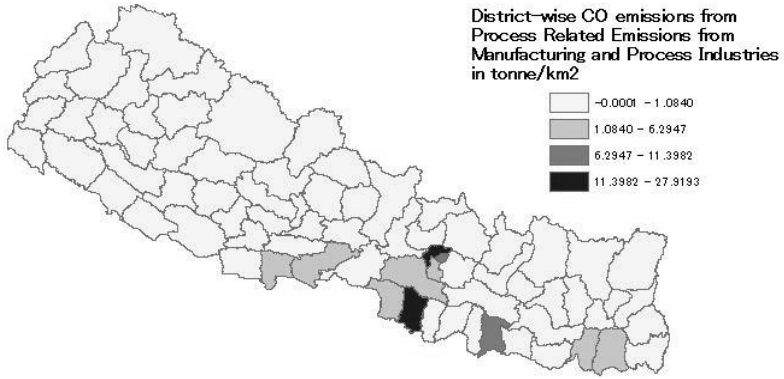 District-wise CO emissions from
Process Related Emissions from
Manufacturing and Process Industries
in tonne/km2
-0.0001 - 1.0840
1.0840 - 6.2947
6.2947 - 11.3982
11.3982 - 27.9193